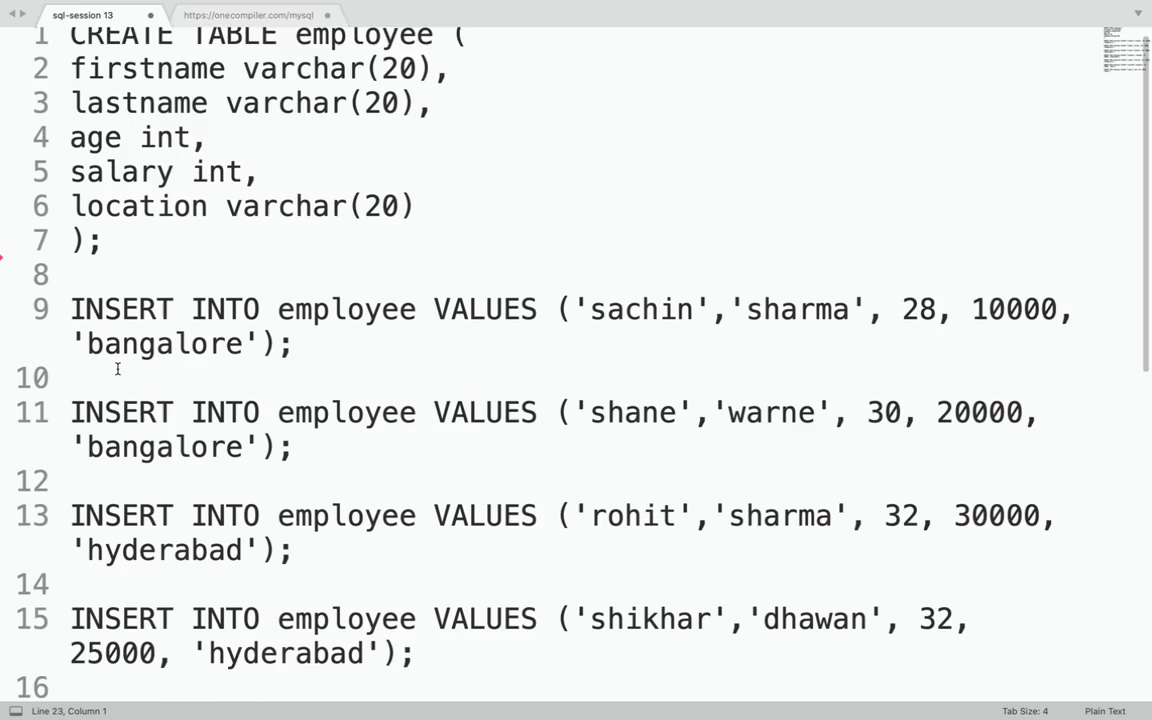 sql-session 13
https://onecompiler.com/mysql
1 CREATE TABLE employee (
2 firstname varchar(20),
3 lastname varchar(20),
4 age int,
5 salary int,
6 location varchar(20)
7 );
8
9 INSERT INTO employee VALUES ('sachin','sharma', 28, 10000,
'bangalore');
10
11 INSERT INTO employee VALUES ('shane','warne', 30, 20000,
'bangalore');
12
13 INSERT INTO employee VALUES ('rohit','sharma', 32, 30000,
'hyderabad');
14
15 INSERT INTO employee VALUES ('shikhar','dhawan', 32,
25000, 'hyderabad');
16
Line 23, Column 1
Tab Size: 4
Plain Text